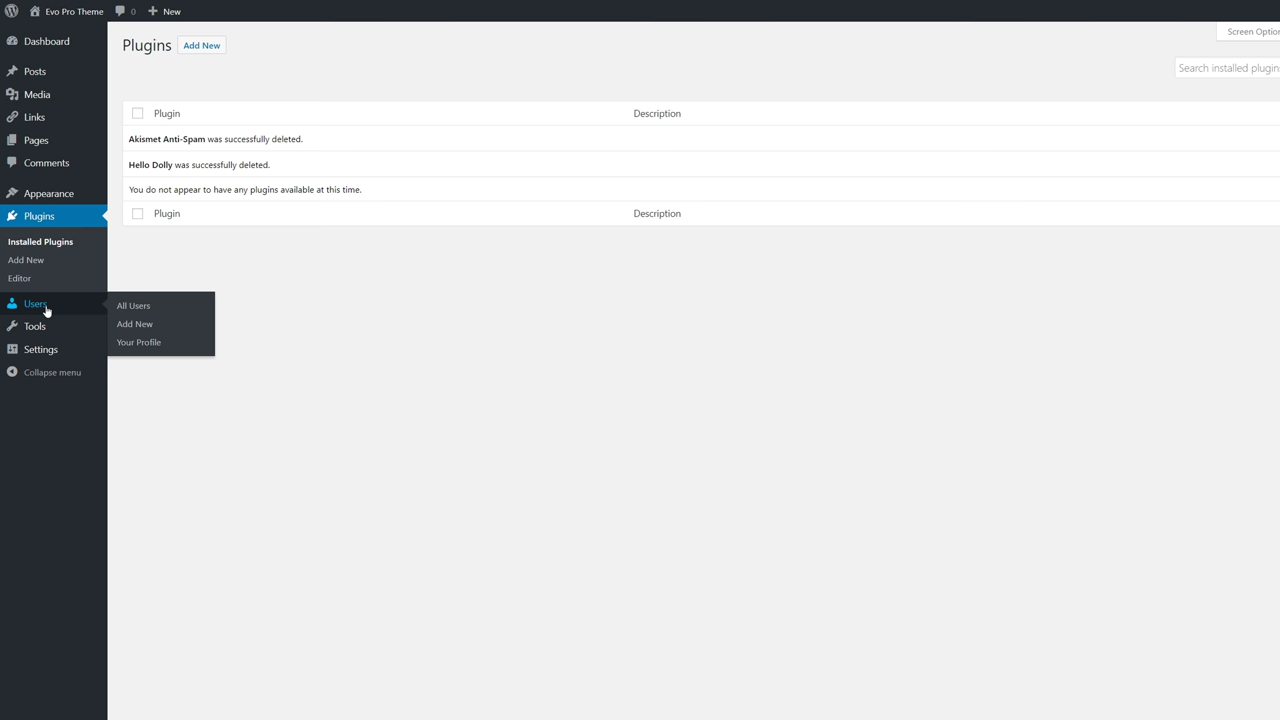 Evo Pro Theme 0 New
Screen Option
Dashboard
Posts
Media
Links
Pages
Comments
Appearance
Plugins
Installed Plugins
Add New
Editor
Users
Tools
Settings
Collapse menu
All Users
Add New
Your Profile
Plugins Add New
Search installed plugins
Plugin Description
Akismet Anti-Spam was successfully deleted.
Hello Dolly was successfully deleted.
You do not appear to have any plugins available at this time.
Plugin Description